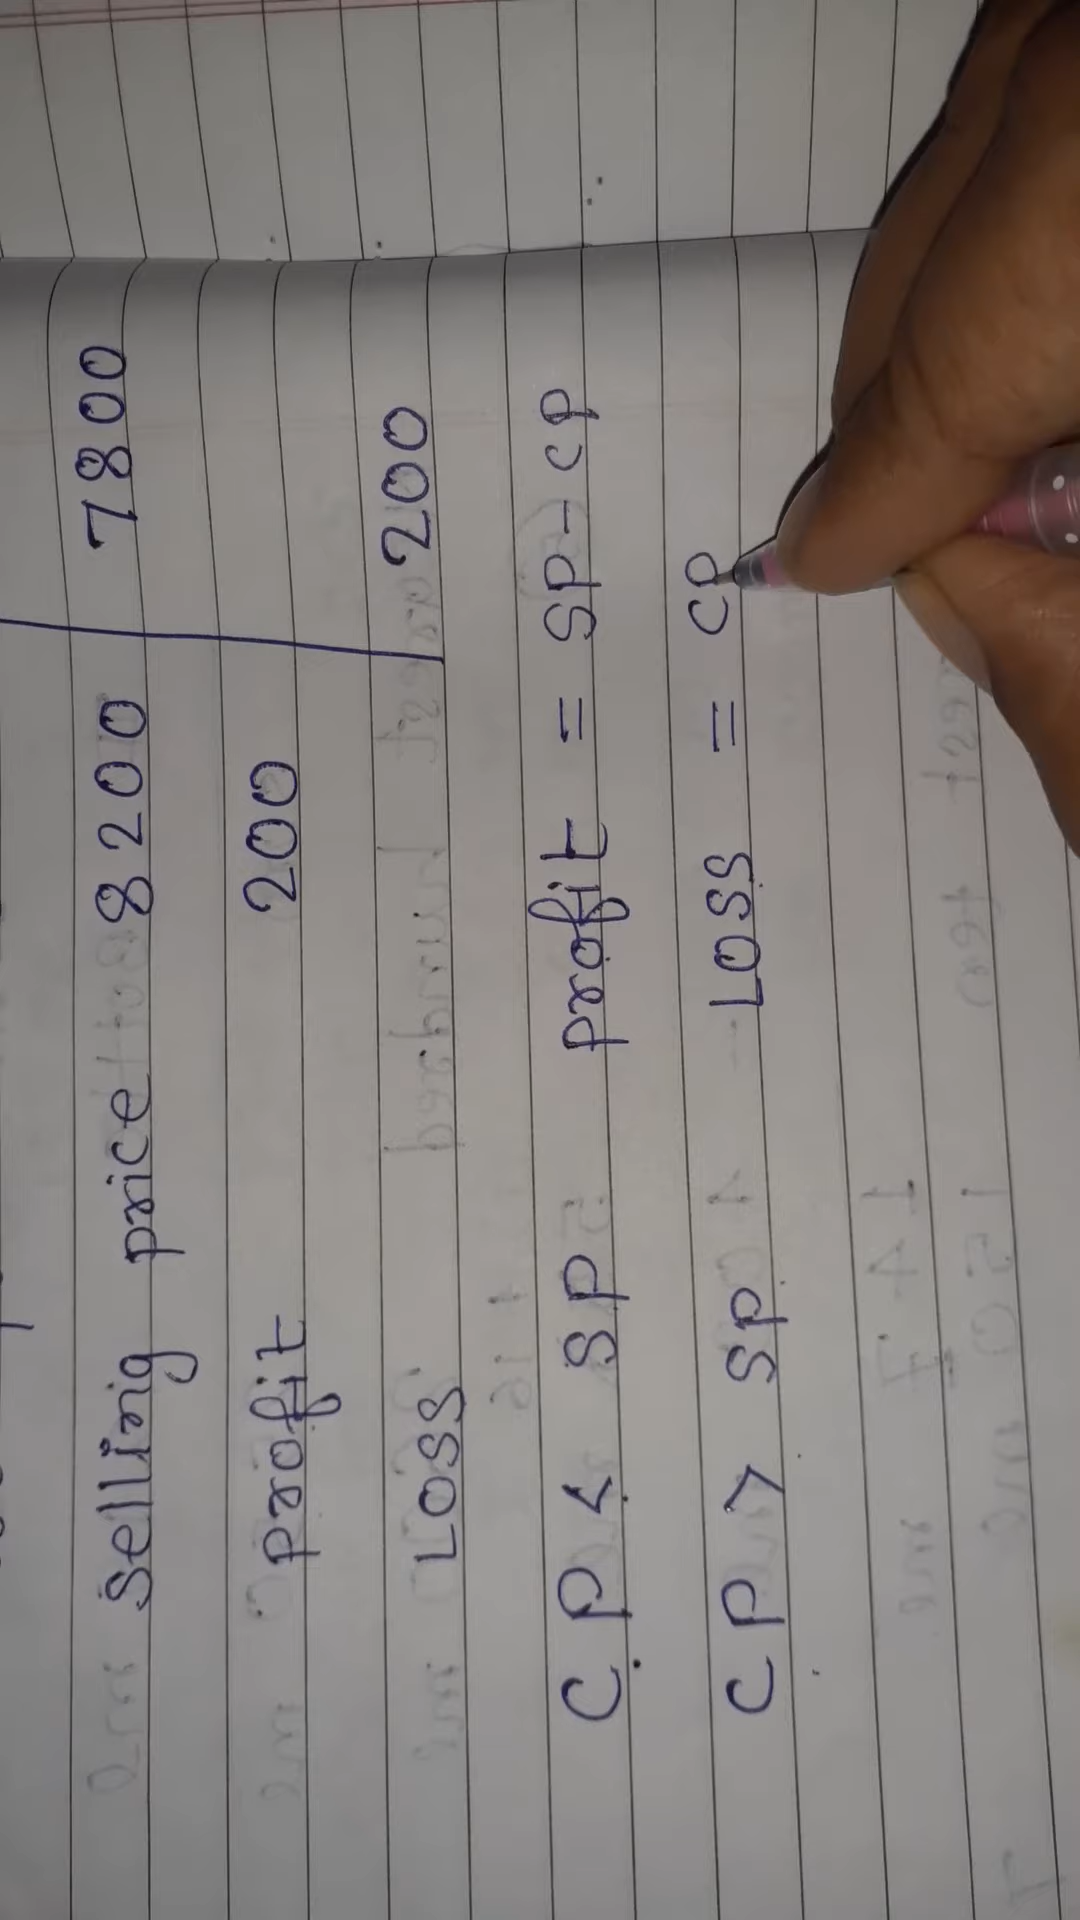 Selling price 8200 7800
profit 200
Loss 200
CP < SP profit = SP - CP
CP > SP Loss = CP